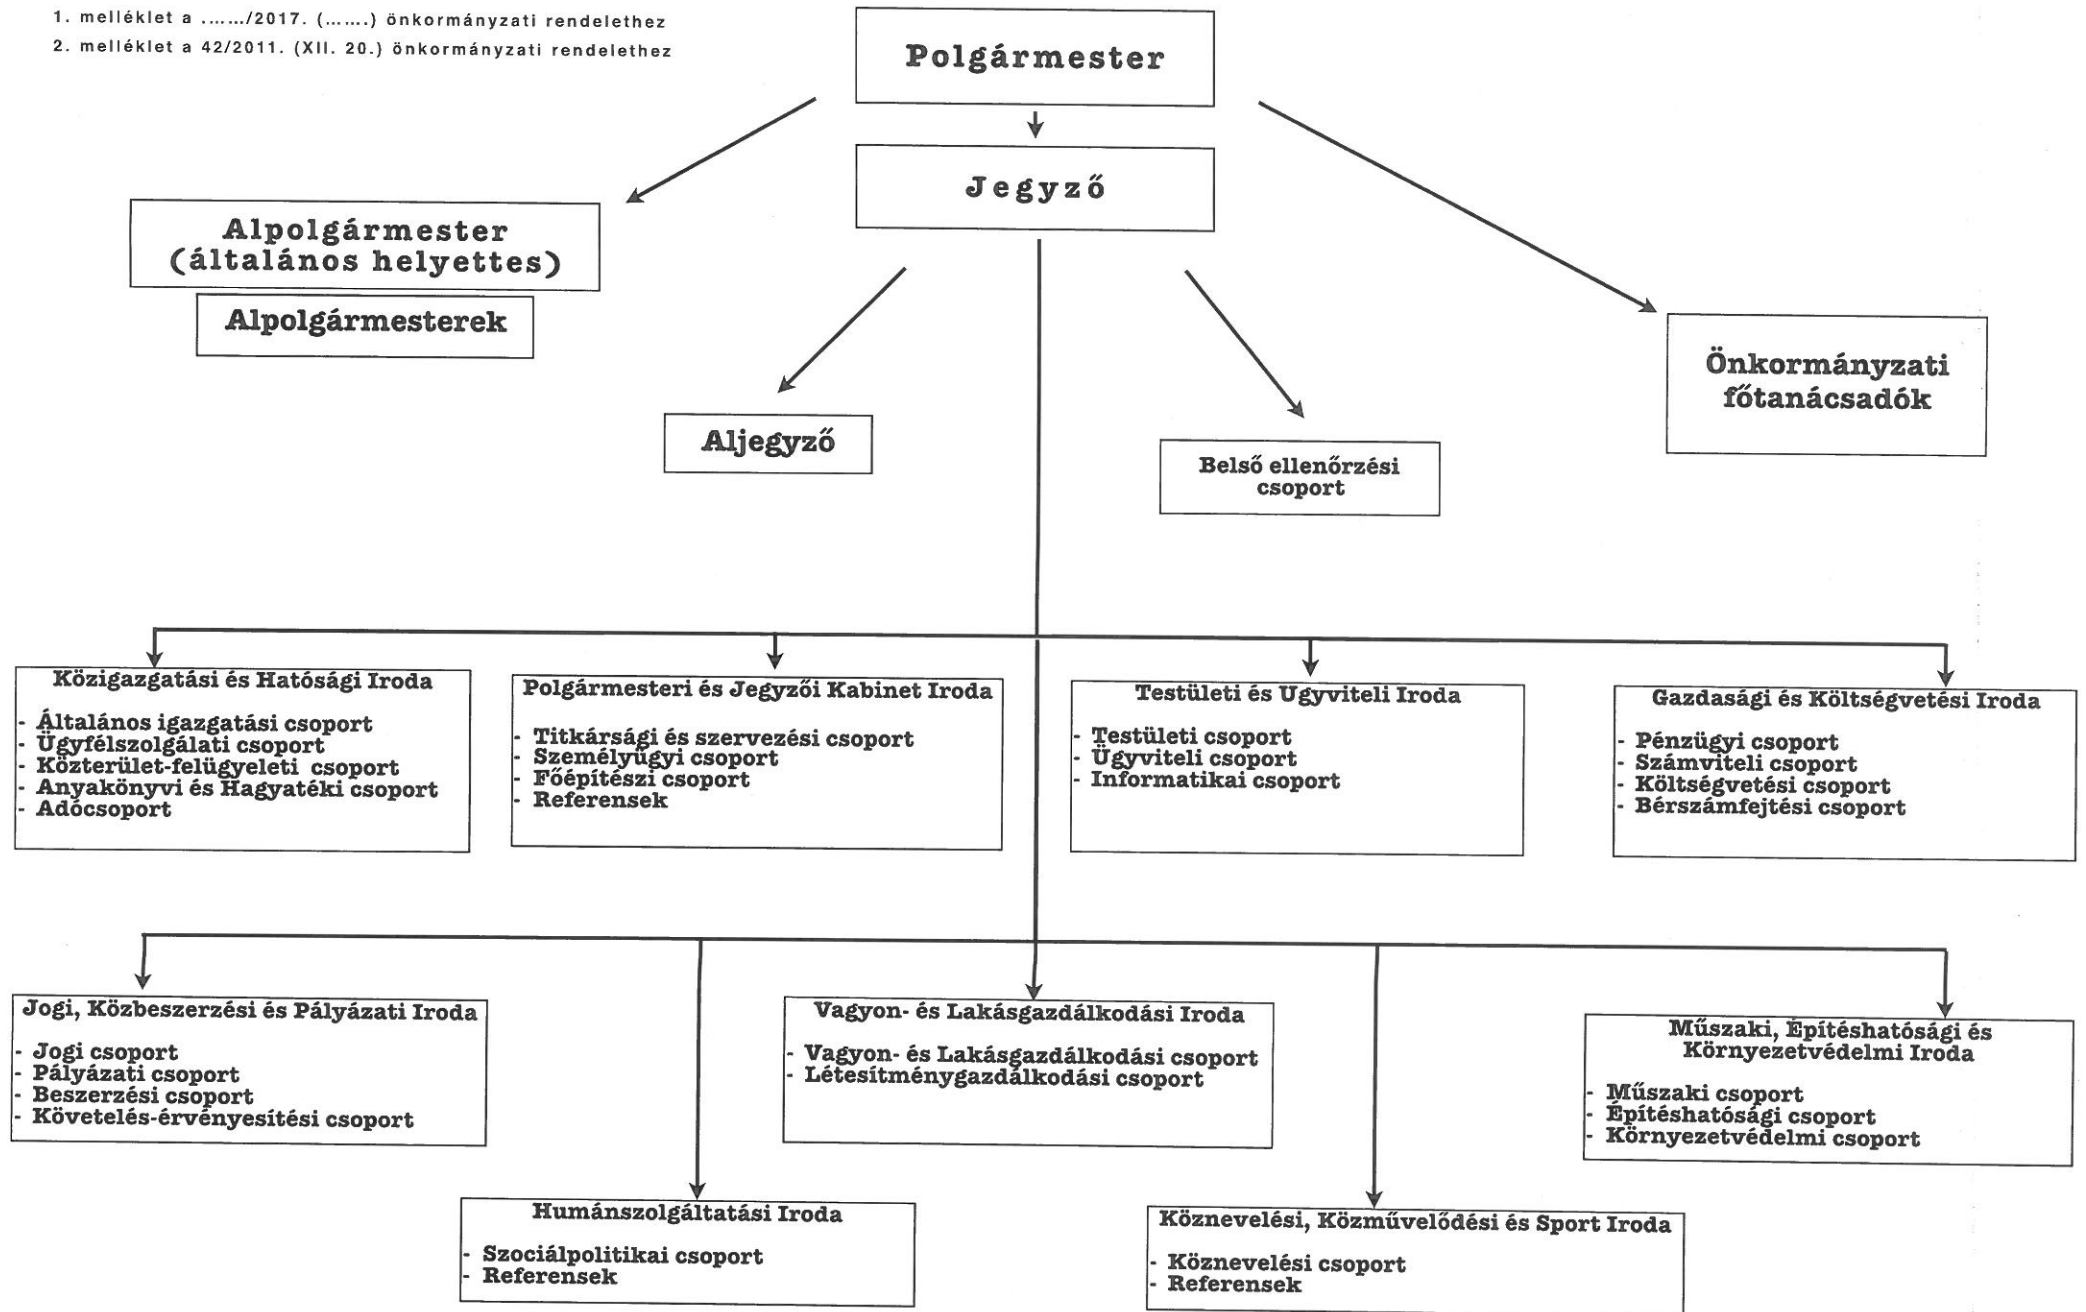 1. melléklet a ....../2017. (.......) önkormányzati rendelethez
2. melléklet a 42/2011. (XII. 20.) önkormányzati rendelethez
Polgármester
Jegyző
Alpolgármester
(általános helyettes)
Alpolgármesterek
Önkormányzati
főtanácsadók
Aljegyző
Belső ellenőrzési
csoport
Közigazgatási és Hatósági Iroda
- Általános igazgatási csoport
- Ügyfélszolgálati csoport
- Közterület-felügyeleti csoport
- Anyakönyvi és Hagyatéki csoport
- Adócsoport
Polgármesteri és Jegyzői Kabinet Iroda
- Titkársági és szervezési csoport
- Személyügyi csoport
- Főépítészi csoport
- Referensek
Testületi és Ugyviteli Iroda
- Testületi csoport
- Ügyviteli csoport
- Informatikai csoport
Gazdasági és Költségvetési Iroda
- Pénzügyi csoport
- Számviteli csoport
- Költségvetési csoport
- Bérszámfejtési csoport
Jogi, Közbeszerzési és Pályázati Iroda
- Jogi csoport
- Pályázati csoport
- Beszerzési csoport
- Követelés-érvényesítési csoport
Vagyon- és Lakásgazdálkodási Iroda
- Vagyon- és Lakásgazdálkodási csoport
- Létesítménygazdálkodási csoport
Műszaki, Építéshatósági és
Környezetvédelmi Iroda
- Műszaki csoport
- Építéshatósági csoport
- Környezetvédelmi csoport
Humánszolgáltatási Iroda
- Szociálpolitikai csoport
- Referensek
Köznevelési, Közművelődési és Sport Iroda
- Köznevelési csoport
- Referensek